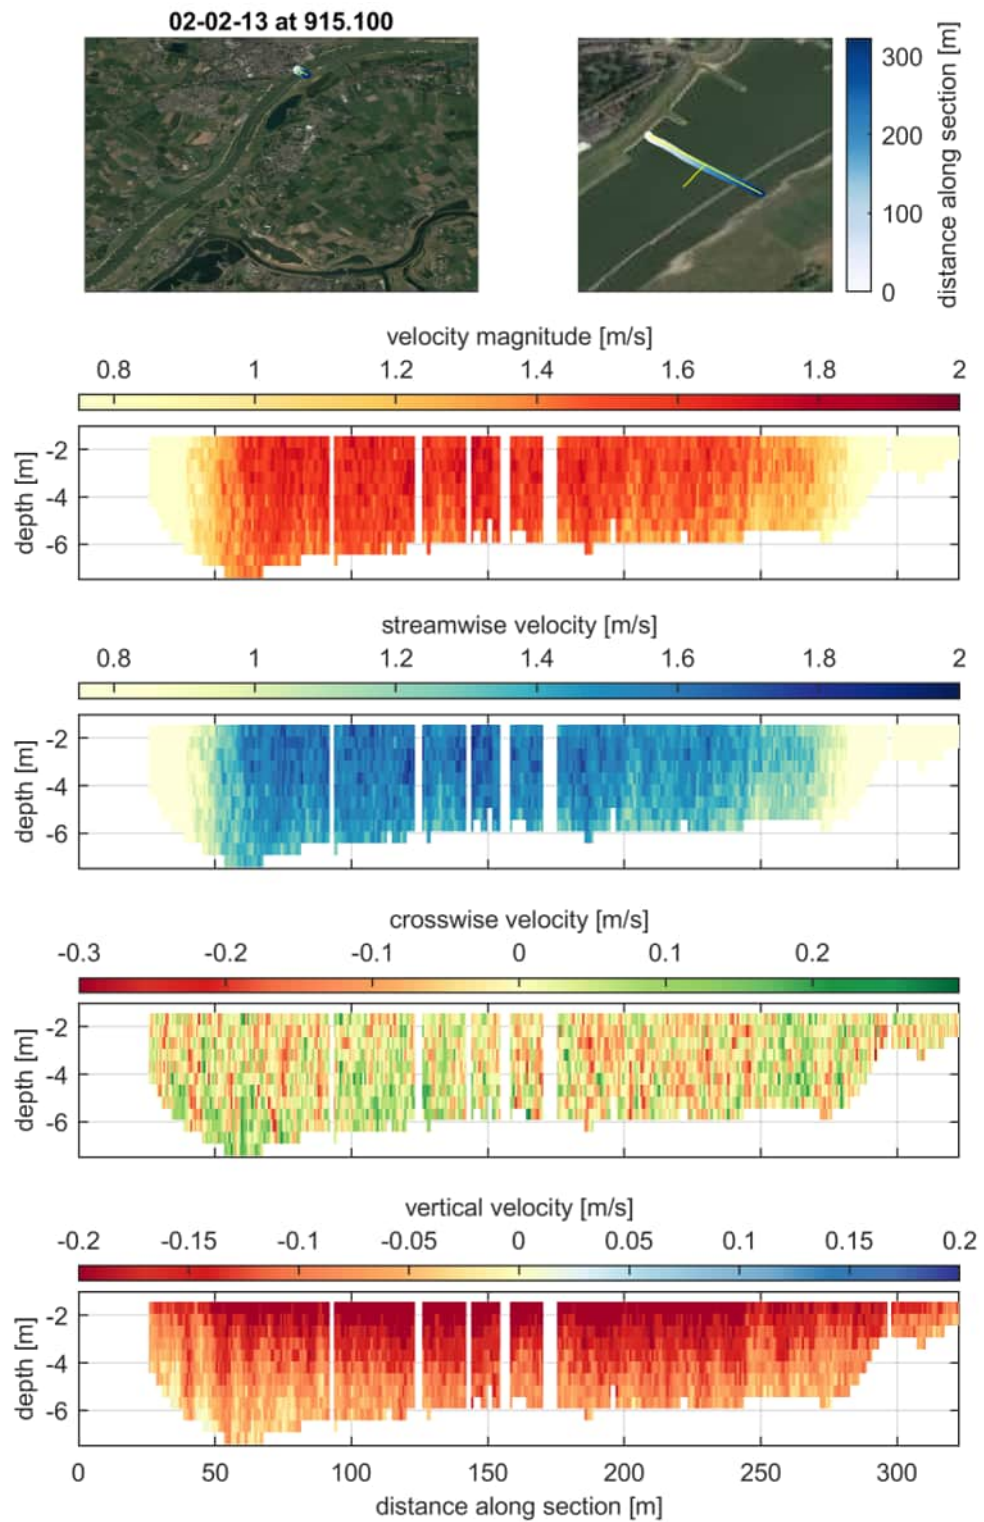 02-02-13 at 915.100
300
200
100
0
distance along section [m]
velocity magnitude [m/s]
0.8 1 1.2 1.4 1.6 1.8 2
-2
-4
-6
depth [m]
streamwise velocity [m/s]
0.8 1 1.2 1.4 1.6 1.8 2
-2
-4
-6
depth [m]
crosswise velocity [m/s]
-0.3 -0.2 -0.1 0 0.1 0.2
-2
-4
-6
depth [m]
vertical velocity [m/s]
-0.2 -0.15 -0.1 -0.05 0 0.05 0.1 0.15 0.2
-2
-4
-6
depth [m]
0 50 100 150 200 250 300
distance along section [m]